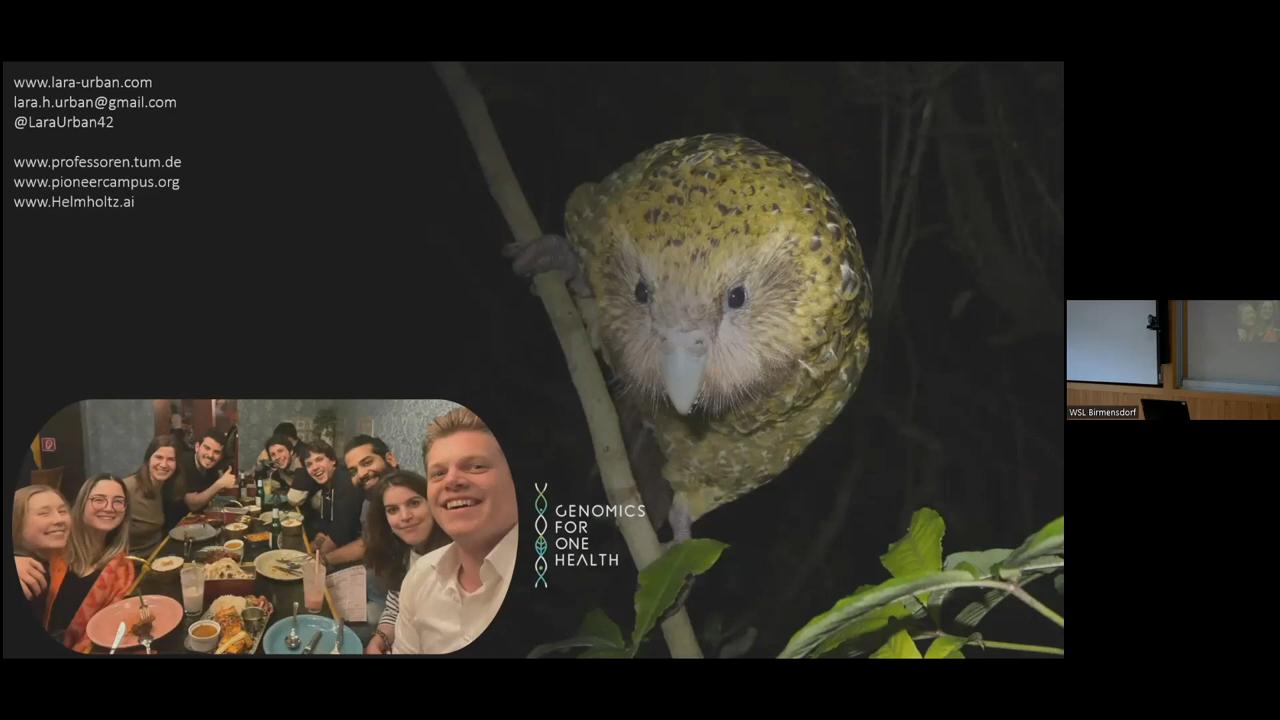 www.lara-urban.com
lara.h.urban@gmail.com
@LaraUrban42
www.professoren.tum.de
www.pioneercampus.org
www.Helmholtz.ai
GENOMICS
FOR
ONE
HEALTH
WSL Birmensdorf